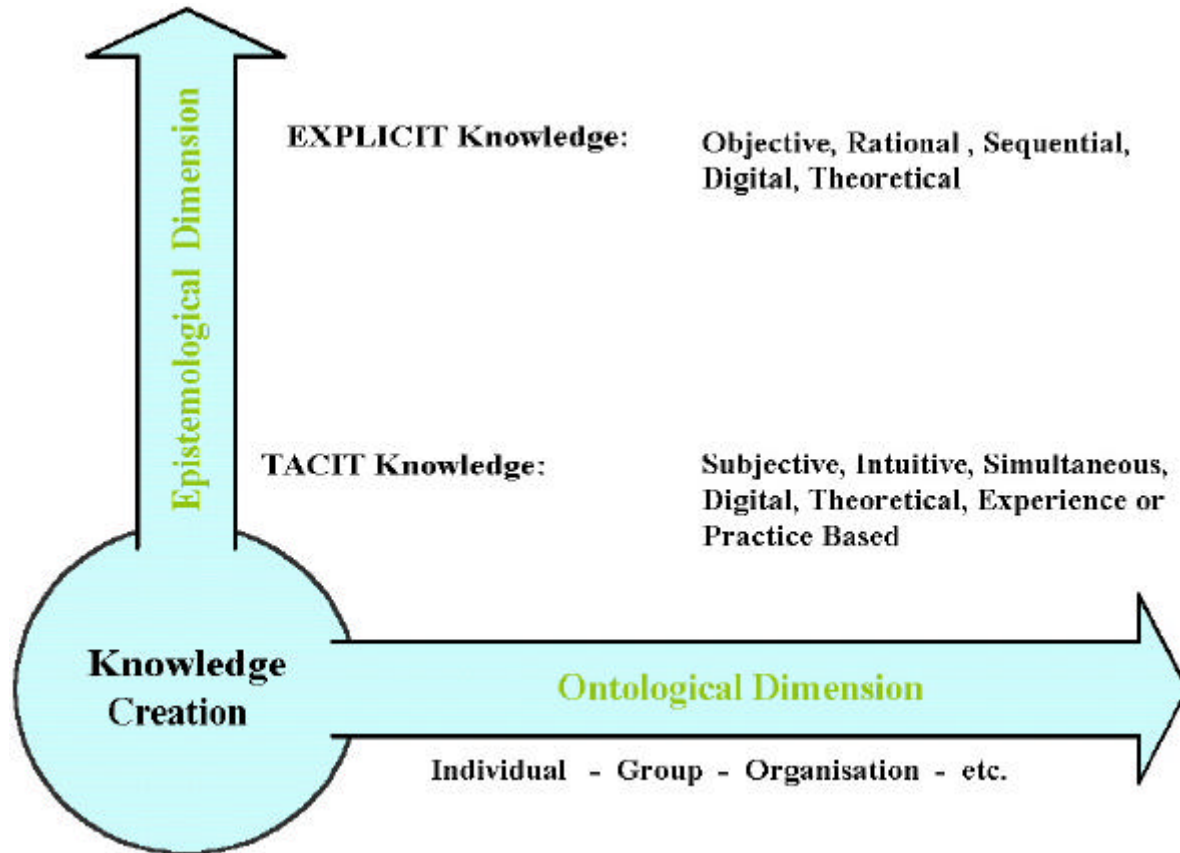 Epistemological Dimension
EXPLICIT Knowledge:
Objective, Rational , Sequential,
Digital, Theoretical
TACIT Knowledge:
Subjective, Intuitive, Simultaneous,
Digital, Theoretical, Experience or
Practice Based
Knowledge
Creation
Ontological Dimension
Individual - Group - Organisation - etc.